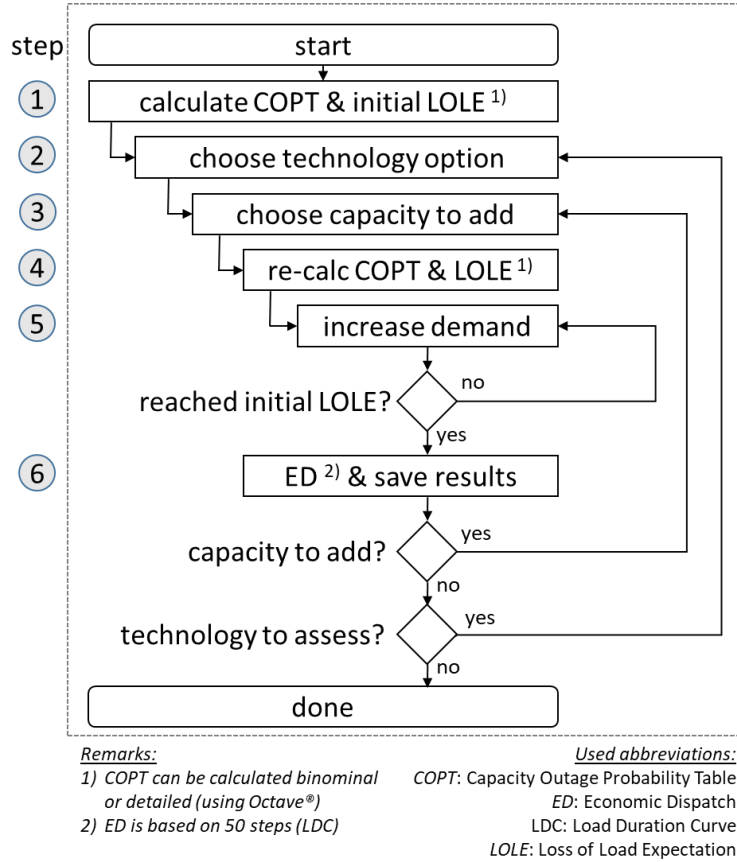 step
start
1
calculate COPT & initial LOLE 1)
2
choose technology option
3
choose capacity to add
4
re-calc COPT & LOLE 1)
5
increase demand
no
reached initial LOLE?
yes
6
ED 2) & save results
yes
capacity to add?
no
yes
technology to assess?
no
done
Remarks:
1) COPT can be calculated binominal
or detailed (using Octave®)
2) ED is based on 50 steps (LDC)
Used abbreviations:
COPT: Capacity Outage Probability Table
ED: Economic Dispatch
LDC: Load Duration Curve
LOLE: Loss of Load Expectation